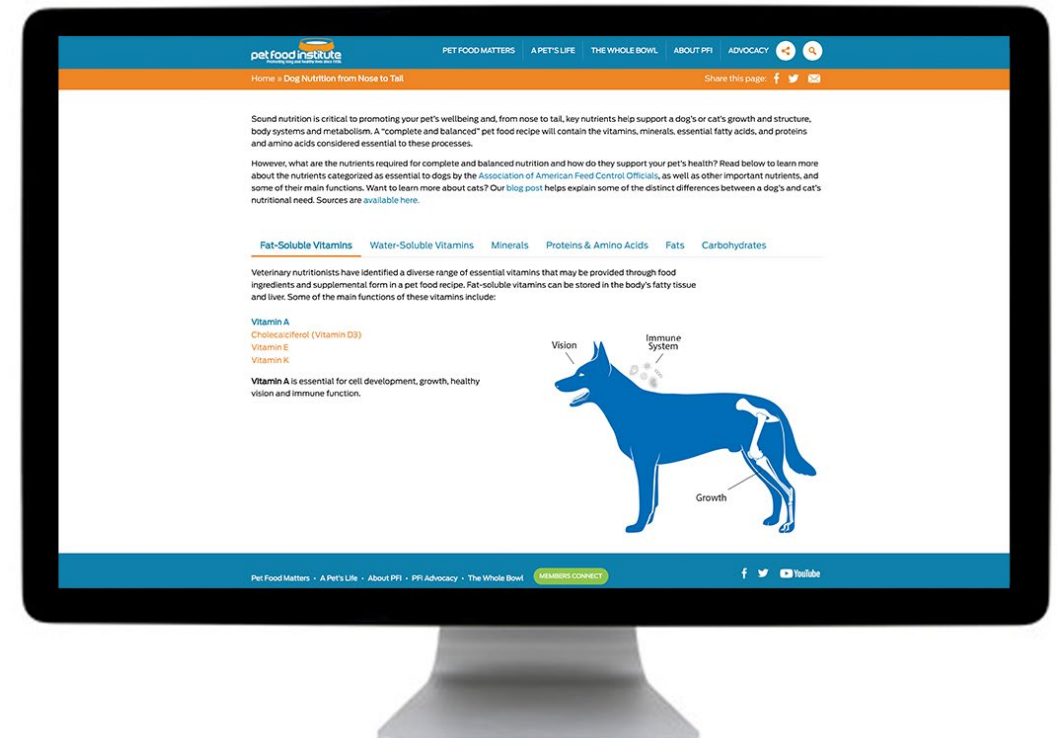 pet food institute
Promoting long and healthy lives since 1958
PET FOOD MATTERS
A PET'S LIFE
THE WHOLE BOWL
ABOUT PFI
ADVOCACY
Home » Dog Nutrition from Nose to Tail
Share this page:
Sound nutrition is critical to promoting your pet's wellbeing and, from nose to tail, key nutrients help support a dog's or cat's growth and structure,
body systems and metabolism. A "complete and balanced" pet food recipe will contain the vitamins, minerals, essential fatty acids, and proteins
and amino acids considered essential to these processes.
However, what are the nutrients required for complete and balanced nutrition and how do they support your pet's health? Read below to learn more
about the nutrients categorized as essential to dogs by the Association of American Feed Control Officials, as well as other important nutrients, and
some of their main functions. Want to learn more about cats? Our blog post helps explain some of the distinct differences between a dog's and cat's
nutritional need. Sources are available here.
Fat-Soluble Vitamins
Water-Soluble Vitamins
Minerals
Proteins & Amino Acids
Fats
Carbohydrates
Veterinary nutritionists have identified a diverse range of essential vitamins that may be provided through food
ingredients and supplemental form in a pet food recipe. Fat-soluble vitamins can be stored in the body's fatty tissue
and liver. Some of the main functions of these vitamins include:
Vitamin A
Cholecalciferol (Vitamin D3)
Vitamin E
Vitamin K
Vitamin A is essential for cell development, growth, healthy
vision and immune function.
Vision
Immune
System
Growth
Pet Food Matters • A Pet's Life • About PFI • PFI Advocacy • The Whole Bowl
MEMBERS CONNECT
YouTube